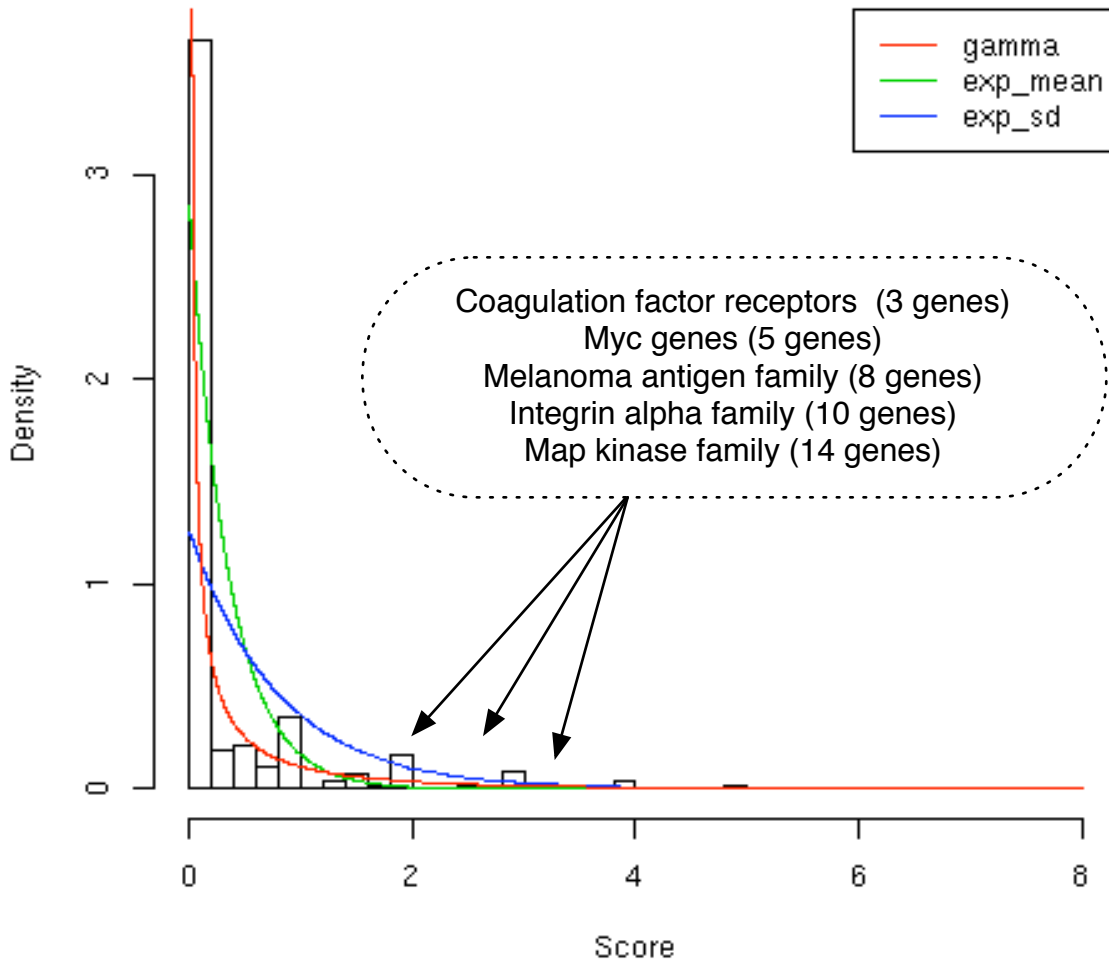 gamma
exp_mean
exp_sd
Coagulation factor receptors  (3 genes)
Myc genes (5 genes)
Melanoma antigen family (8 genes)
Integrin alpha family (10 genes)
Map kinase family (14 genes)
Density
3
2
1
0
0 2 4 6 8
Score